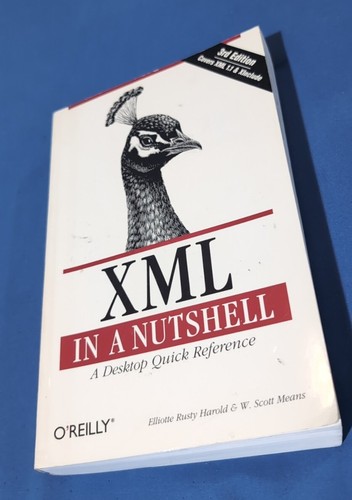 3rd Edition
Covers XML 1.1 & XInclude
XML
IN A NUTSHELL
A Desktop Quick Reference
O'REILLY®
Elliotte Rusty Harold & W. Scott Means